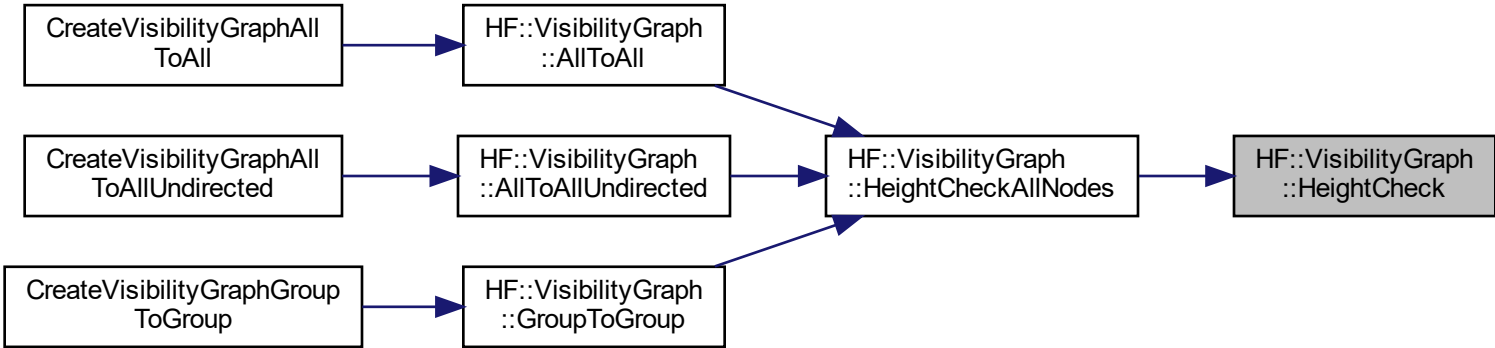 CreateVisibilityGraphAll
ToAll
HF::VisibilityGraph
::AllToAll
CreateVisibilityGraphAll
ToAllUndirected
HF::VisibilityGraph
::AllToAllUndirected
HF::VisibilityGraph
::HeightCheckAllNodes
HF::VisibilityGraph
::HeightCheck
CreateVisibilityGraphGroup
ToGroup
HF::VisibilityGraph
::GroupToGroup